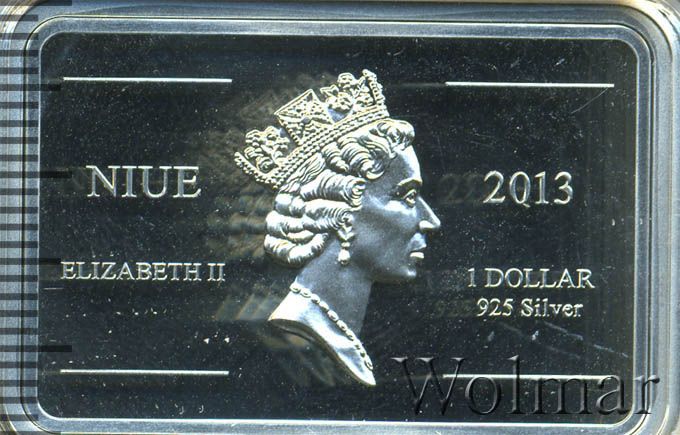 NIUE
2013
ELIZABETH II
1 DOLLAR
925 Silver
Wolmar